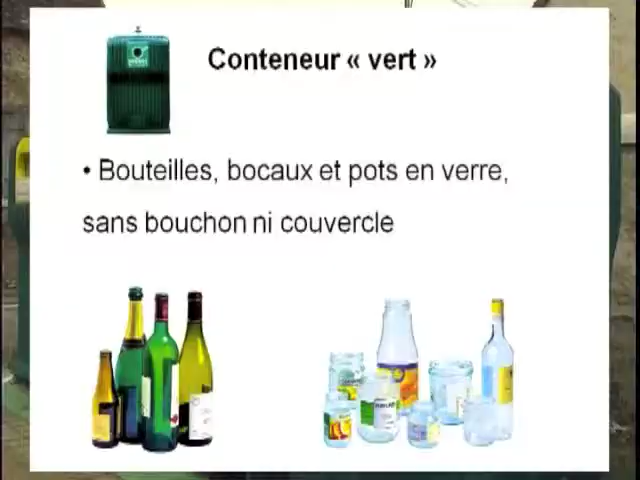 Conteneur « vert »
• Bouteilles, bocaux et pots en verre,
sans bouchon ni couvercle